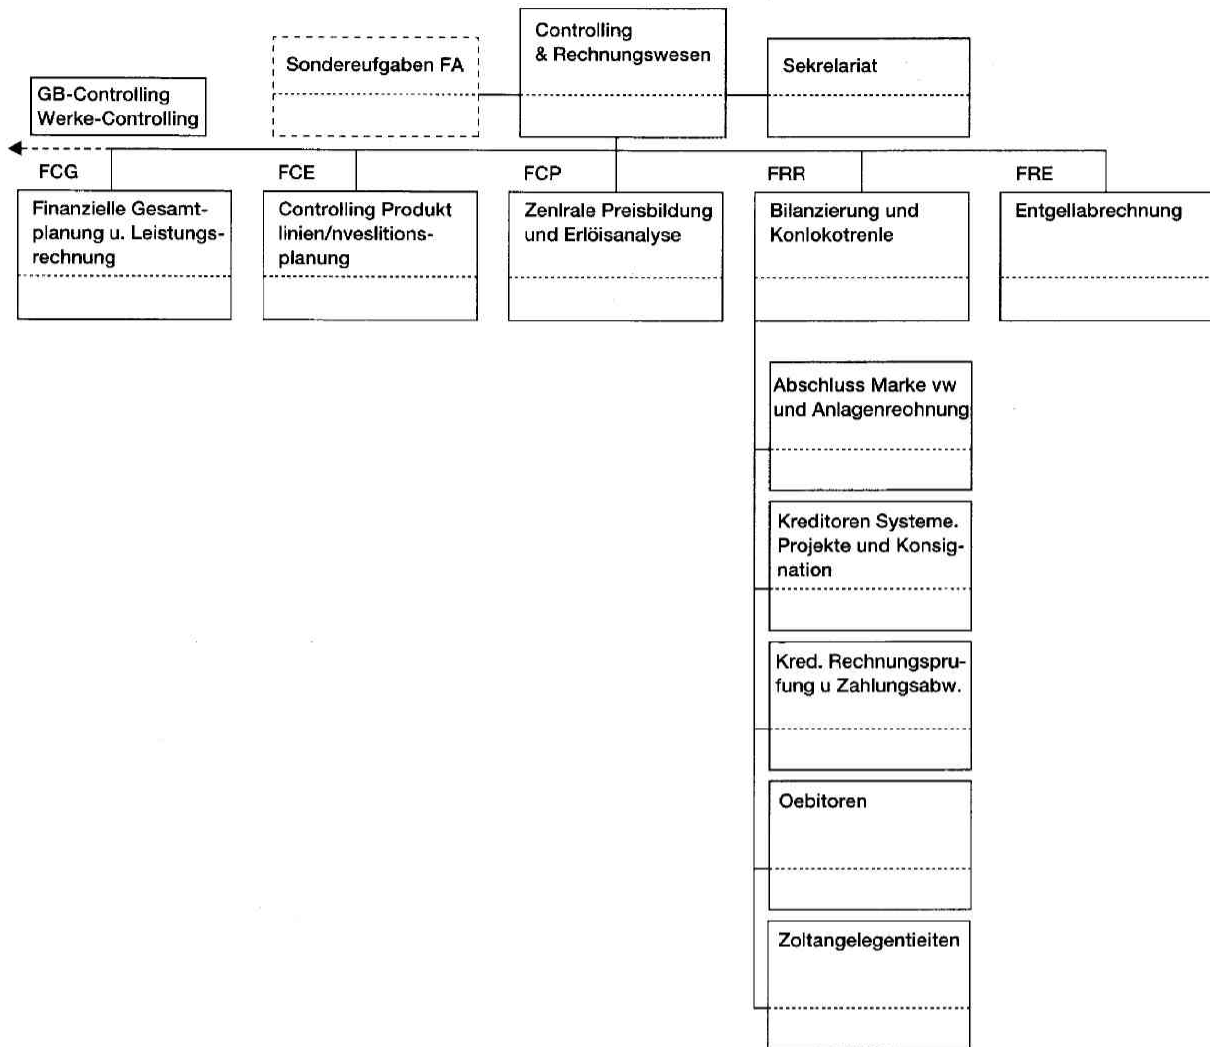 Controlling
& Rechnungswesen
Sondereufgaben FA
Sekrelariat
GB-Controlling
Werke-Controlling
FCG
FCE
FCP
FRR
FRE
Finanzielle Gesamt-
planung u. Leistungs-
rechnung
Controlling Produkt
linien/nveslitions-
planung
Zenlrale Preisbildung
und Erlöisanalyse
Bilanzierung und
Konlokotrenle
Entgellabrechnung
Abschluss Marke vw
und Anlagenreohnung
Kreditoren Systeme.
Projekte und Konsig-
nation
Kred. Rechnungspru-
fung u Zahlungsabw.
Oebitoren
Zoltangelegentieiten